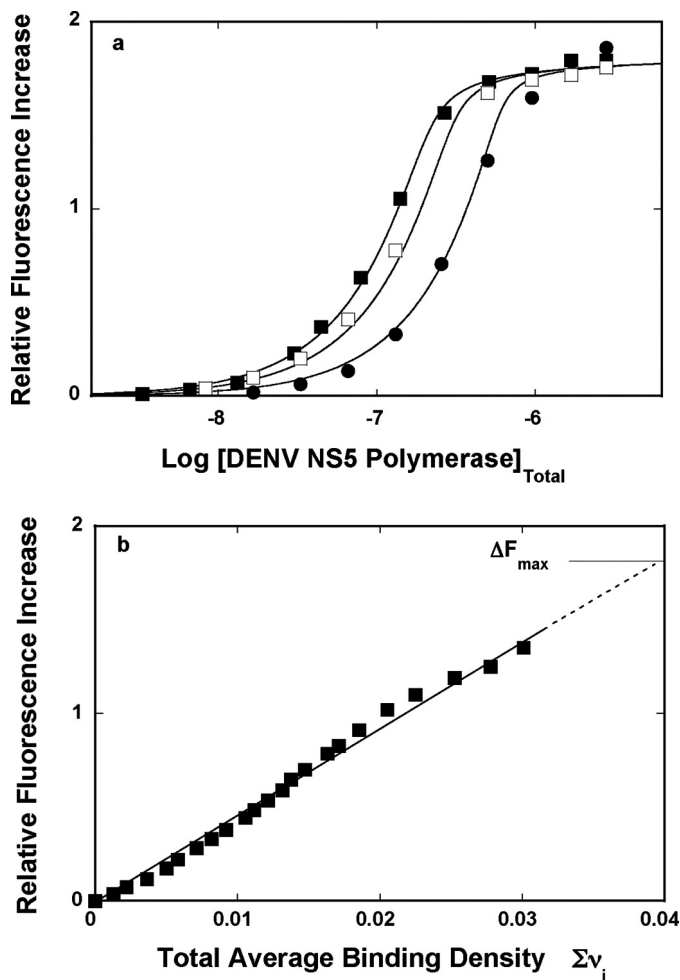 a
2
1
0
Relative Fluorescence Increase
-8 -7 -6
Log [DENV NS5 Polymerase]Total
b
2
1
0
Relative Fluorescence Increase
ΔFmax
0 0.01 0.02 0.03 0.04
Total Average Binding Density Σνi